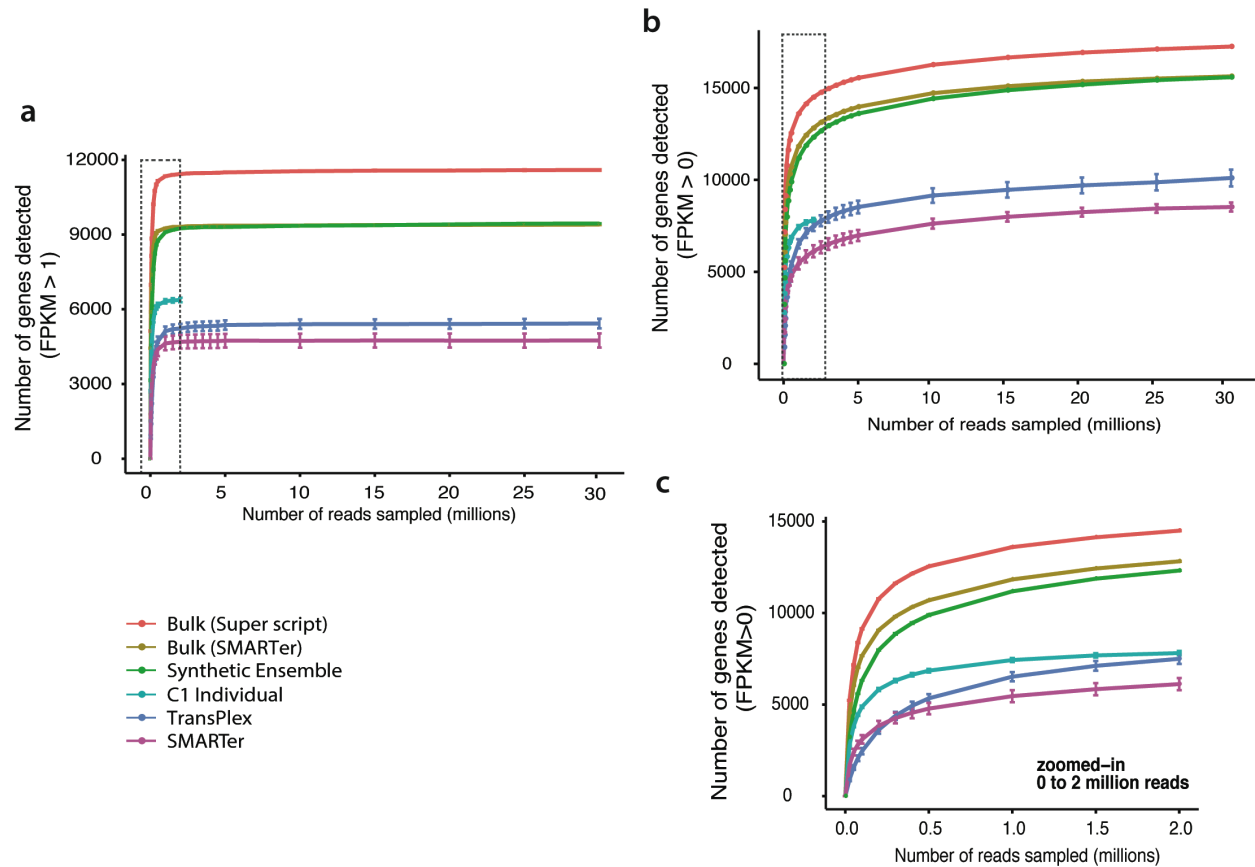 a
Number of genes detected
(FPKM > 1)
12000
9000
6000
3000
0
0 5 10 15 20 25 30
Number of reads sampled (millions)
b
Number of genes detected
(FPKM > 0)
15000
10000
5000
0
0 5 10 15 20 25 30
Number of reads sampled (millions)
Bulk (Super script)
Bulk (SMARTer)
Synthetic Ensemble
C1 Individual
TransPlex
SMARTer
c
Number of genes detected
(FPKM>0)
15000
10000
5000
0
zoomed-in
0 to 2 million reads
0.0 0.5 1.0 1.5 2.0
Number of reads sampled (millions)